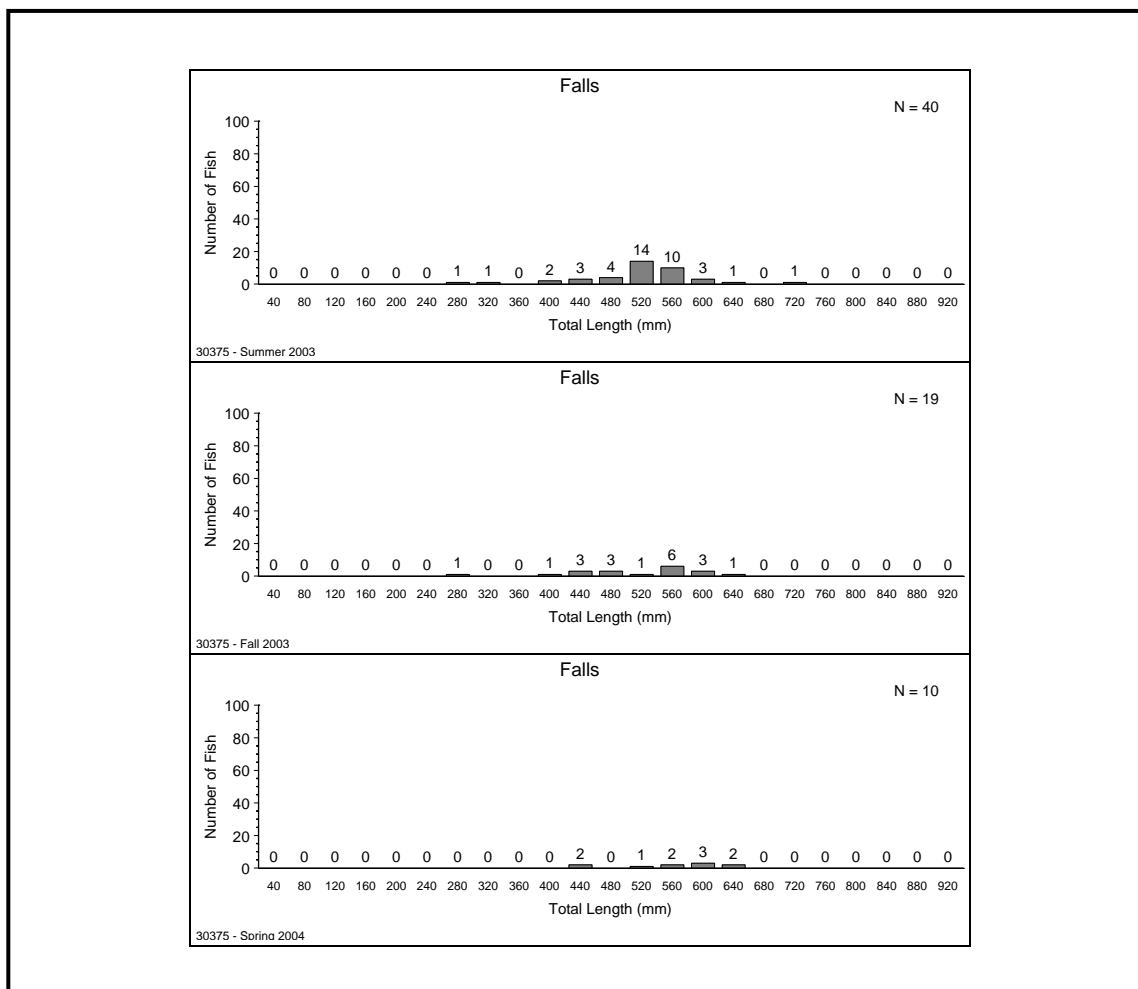 Falls
N = 40
Number of Fish
100
80
60
40
20
0
0 0 0 0 0 0 1 1 0 2 3 4 14 10 3 1 0 1 0 0 0 0 0
40 80 120 160 200 240 280 320 360 400 440 480 520 560 600 640 680 720 760 800 840 880 920
Total Length (mm)
30375 - Summer 2003
Falls
N = 19
Number of Fish
100
80
60
40
20
0
0 0 0 0 0 0 1 0 0 1 3 3 1 6 3 1 0 0 0 0 0 0 0
40 80 120 160 200 240 280 320 360 400 440 480 520 560 600 640 680 720 760 800 840 880 920
Total Length (mm)
30375 - Fall 2003
Falls
N = 10
Number of Fish
100
80
60
40
20
0
0 0 0 0 0 0 0 0 0 0 2 0 1 2 3 2 0 0 0 0 0 0 0
40 80 120 160 200 240 280 320 360 400 440 480 520 560 600 640 680 720 760 800 840 880 920
Total Length (mm)
30375 - Spring 2004